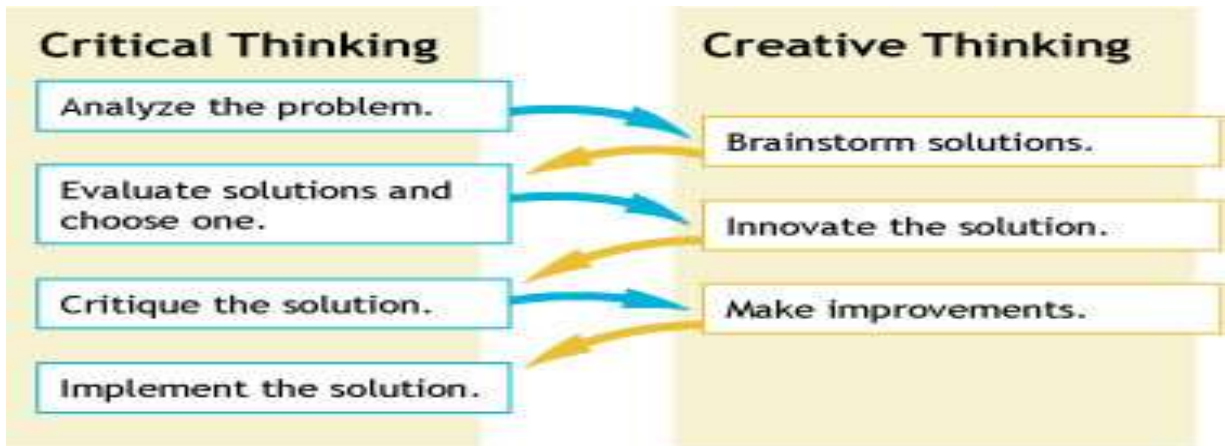 Critical Thinking
Creative Thinking
Analyze the problem.
Brainstorm solutions.
Evaluate solutions and
choose one.
Innovate the solution.
Critique the solution.
Make improvements.
Implement the solution.